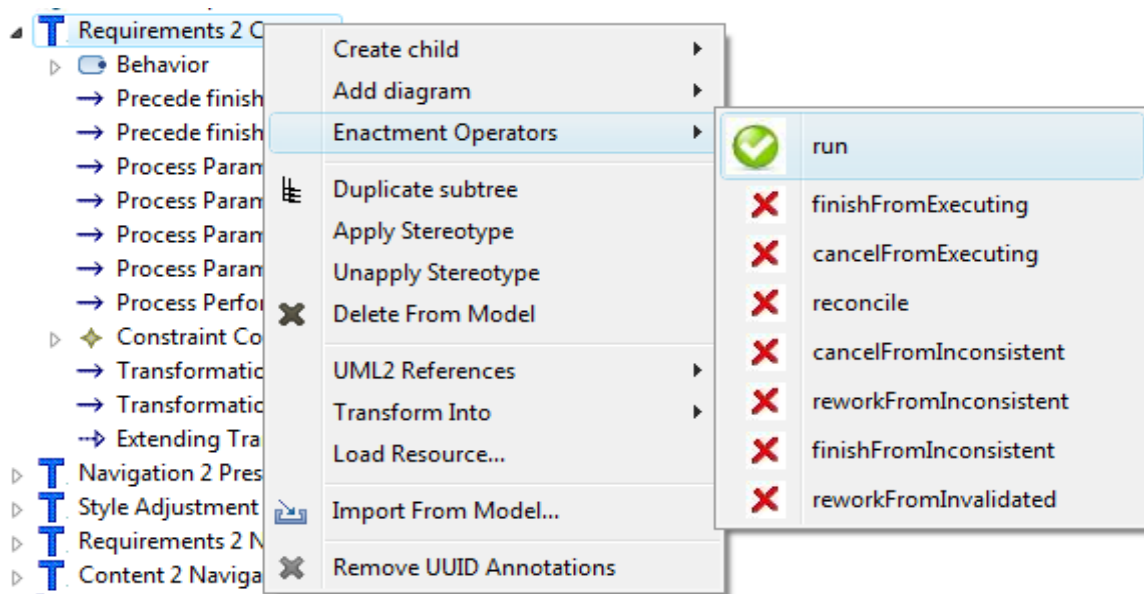 Requirements 2 C
Behavior
Precede finish
Precede finish
Process Param
Process Param
Process Param
Process Param
Process Perfor
Constraint Co
Transformatio
Transformatio
Extending Tra
Navigation 2 Pres
Style Adjustment
Requirements 2 N
Content 2 Naviga
Create child
Add diagram
Enactment Operators
Duplicate subtree
Apply Stereotype
Unapply Stereotype
Delete From Model
UML2 References
Transform Into
Load Resource...
Import From Model...
Remove UUID Annotations
run
finishFromExecuting
cancelFromExecuting
reconcile
cancelFromInconsistent
reworkFromInconsistent
finishFromInconsistent
reworkFromInvalidated